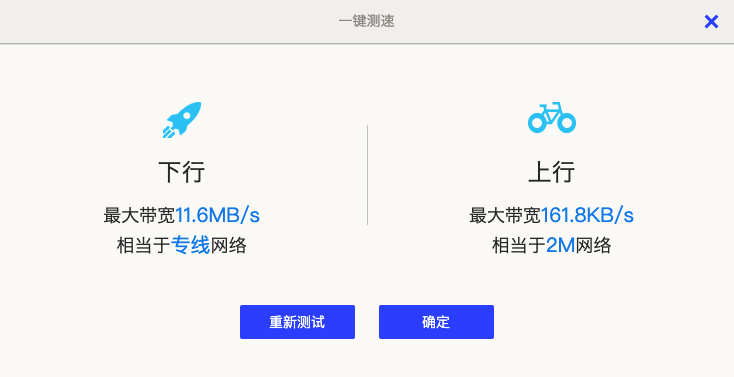 一键测速
下行
最大带宽11.6MB/s
相当于专线网络
上行
最大带宽161.8KB/s
相当于2M网络
重新测试
确定